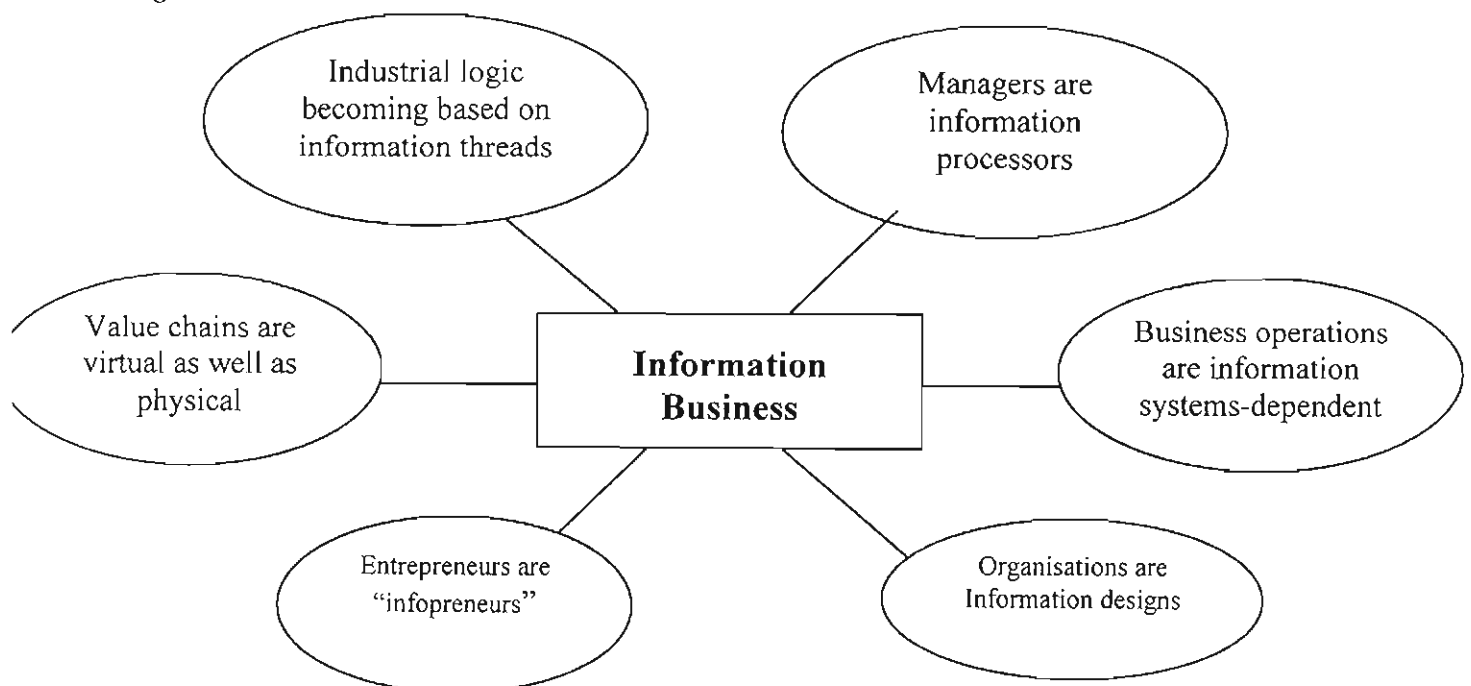 Industrial logic
becoming based on
information threads
Managers are
information
processors
Value chains are
virtual as well as
physical
Information
Business
Business operations
are information
systems-dependent
Entrepreneurs are
“infopreneurs”
Organisations are
Information designs